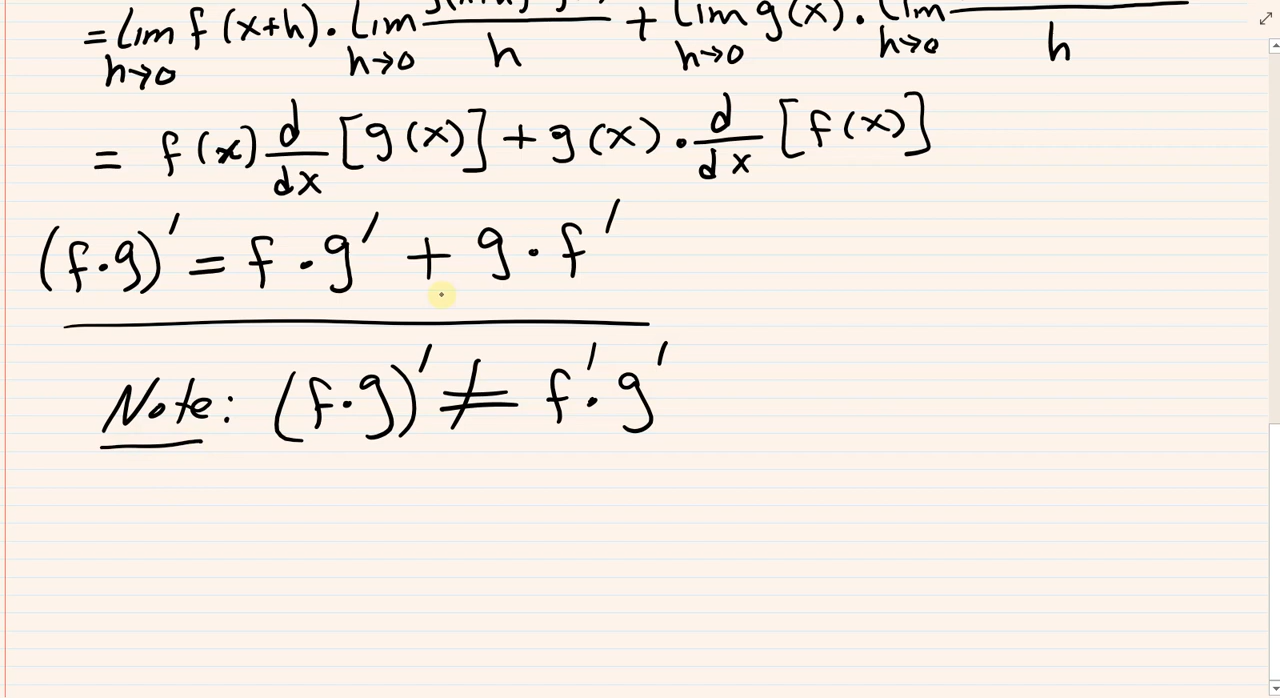 = lim f(x+h) · lim / h + lim g(x) · lim / h
h→0 h→0 h→0 h→0
= f(x) d/dx [g(x)] + g(x) · d/dx [f(x)]
(f·g)' = f · g' + g · f'
Note: (f·g)' ≠ f' · g'